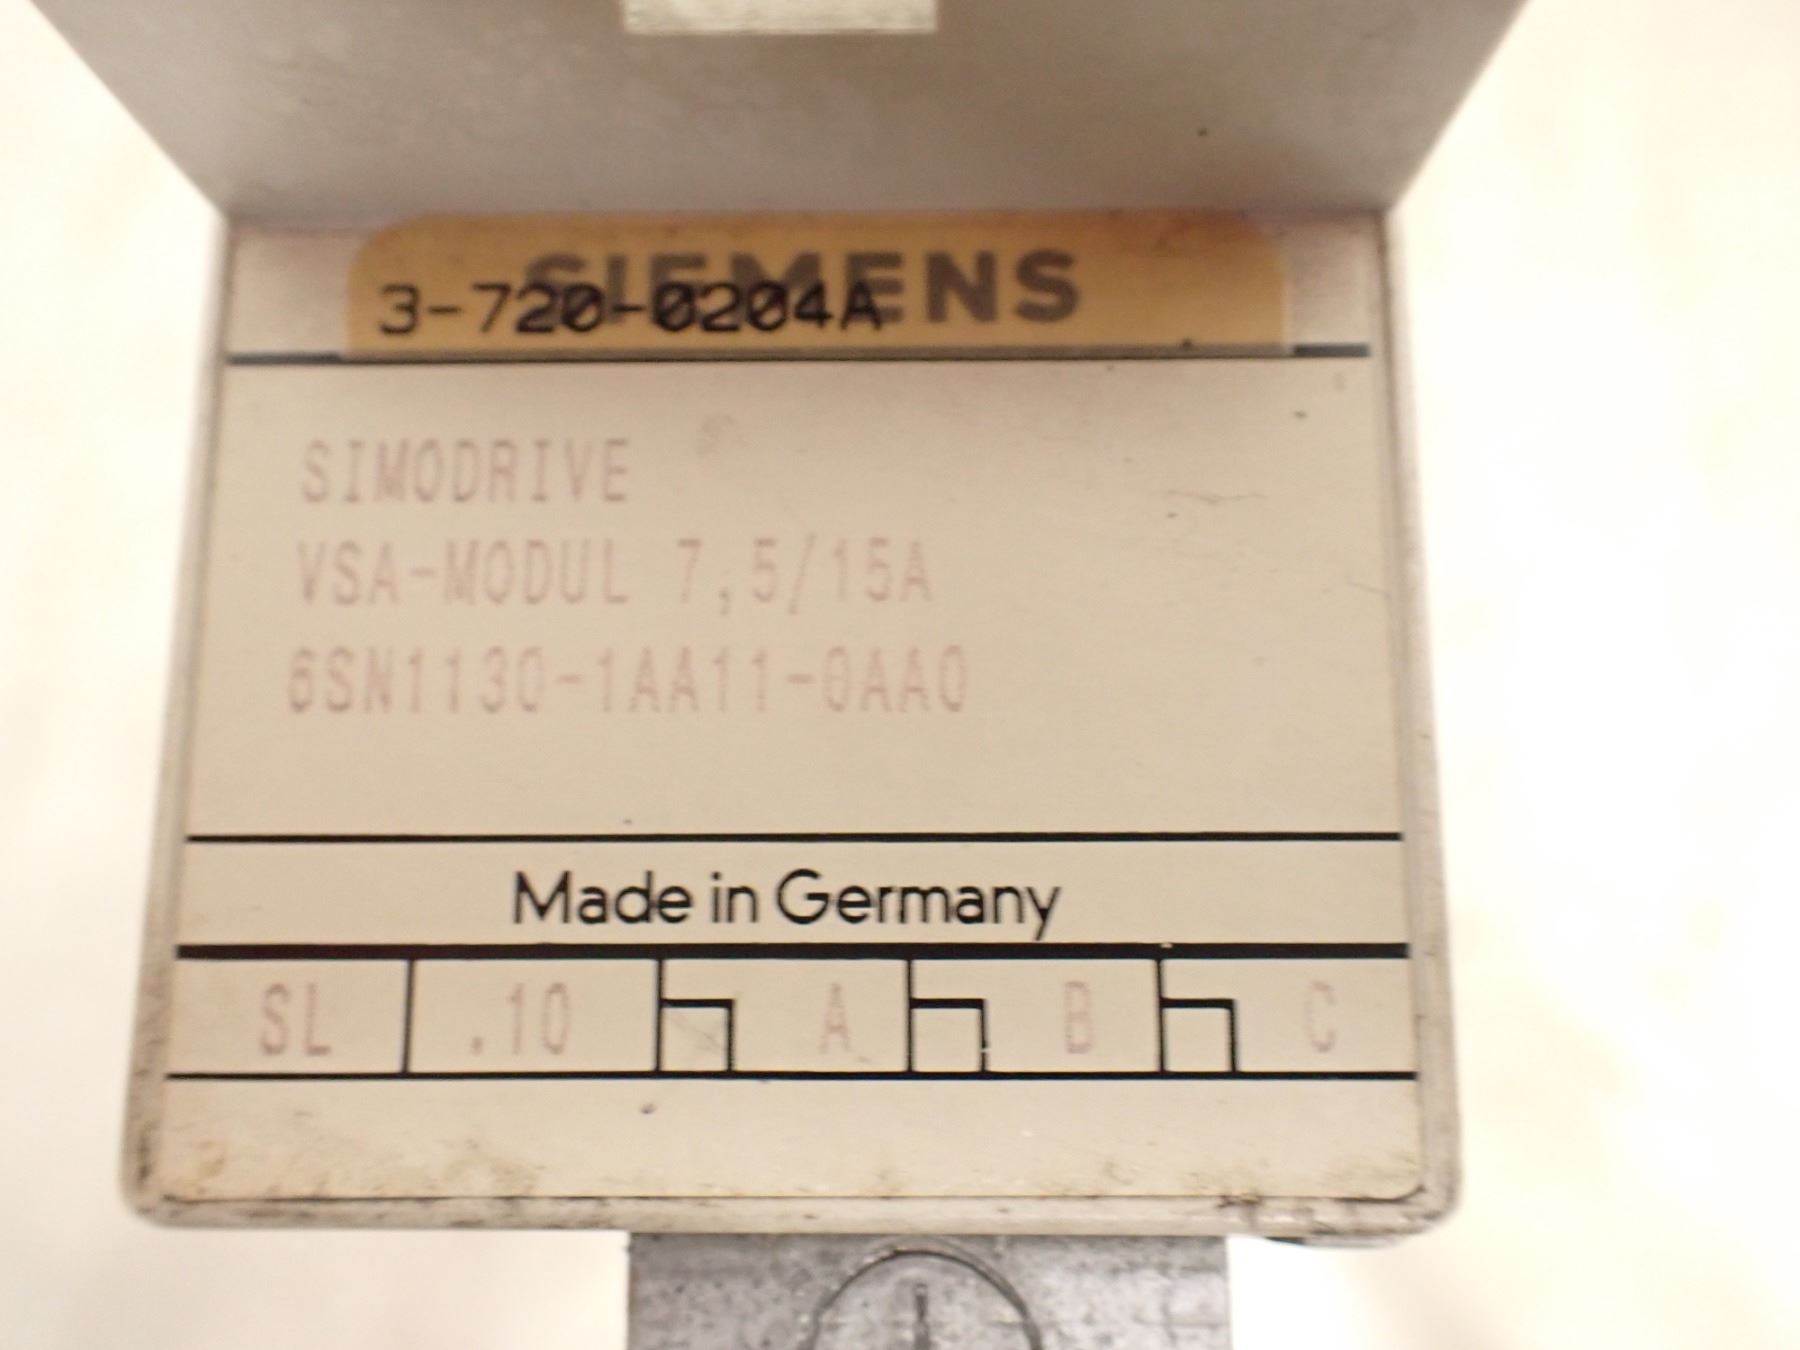 SIEMENS
3-720-0204A
SIMODRIVE
VSA-MODUL 7,5/15A
6SN1130-1AA11-0AA0
Made in Germany
SL .10 A B C